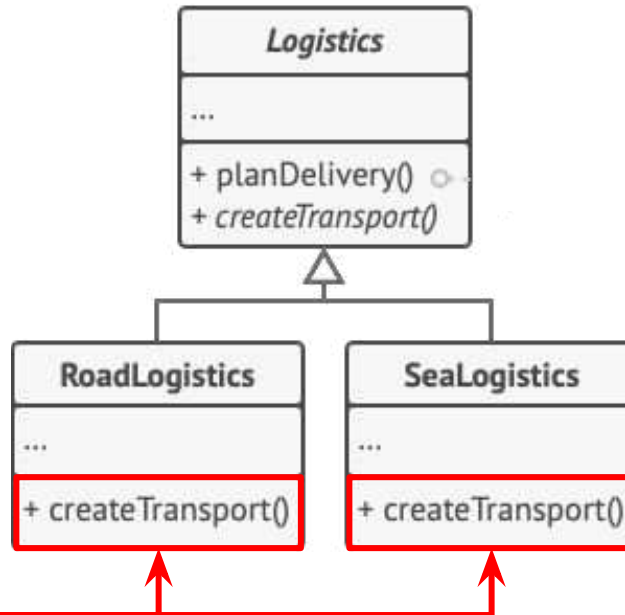 Logistics
...
+ planDelivery()
+ createTransport()
RoadLogistics
...
+ createTransport()
SeaLogistics
...
+ createTransport()